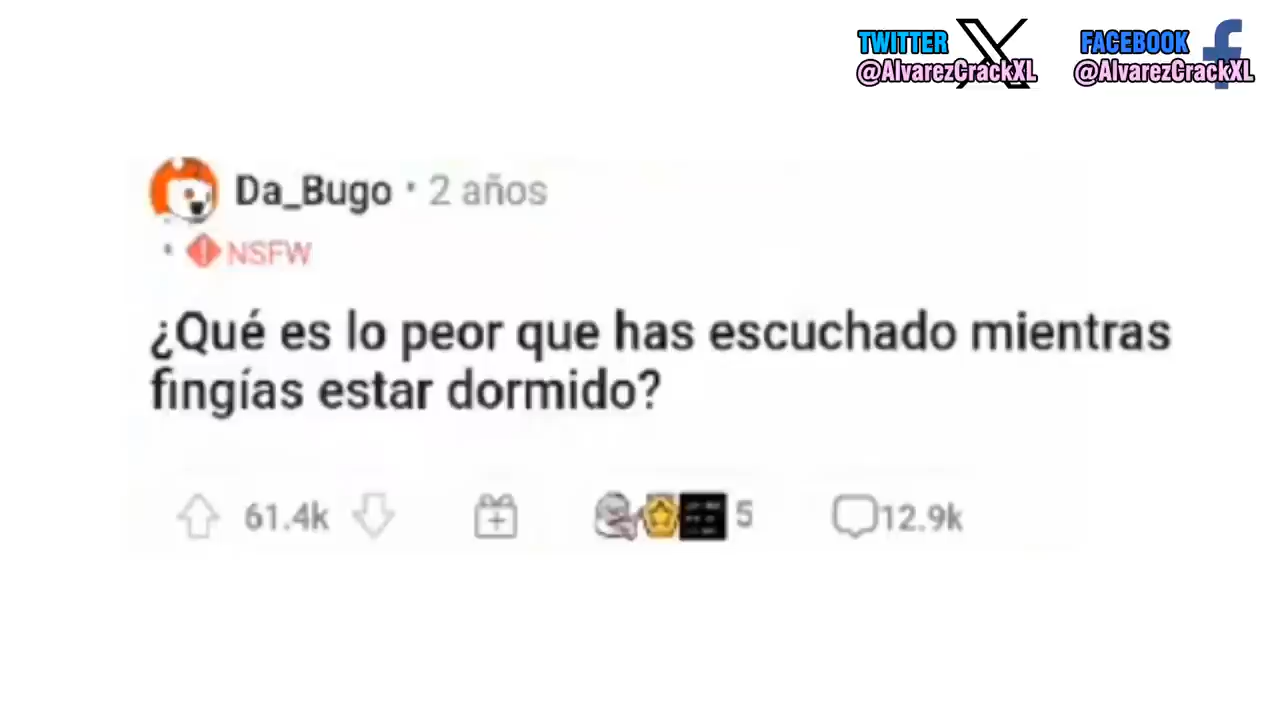 TWITTER
@AlvarezCrackXL
FACEBOOK
@AlvarezCrackXL
Da_Bugo · 2 años
· NSFW
¿Qué es lo peor que has escuchado mientras
fingías estar dormido?
61.4k 5 12.9k